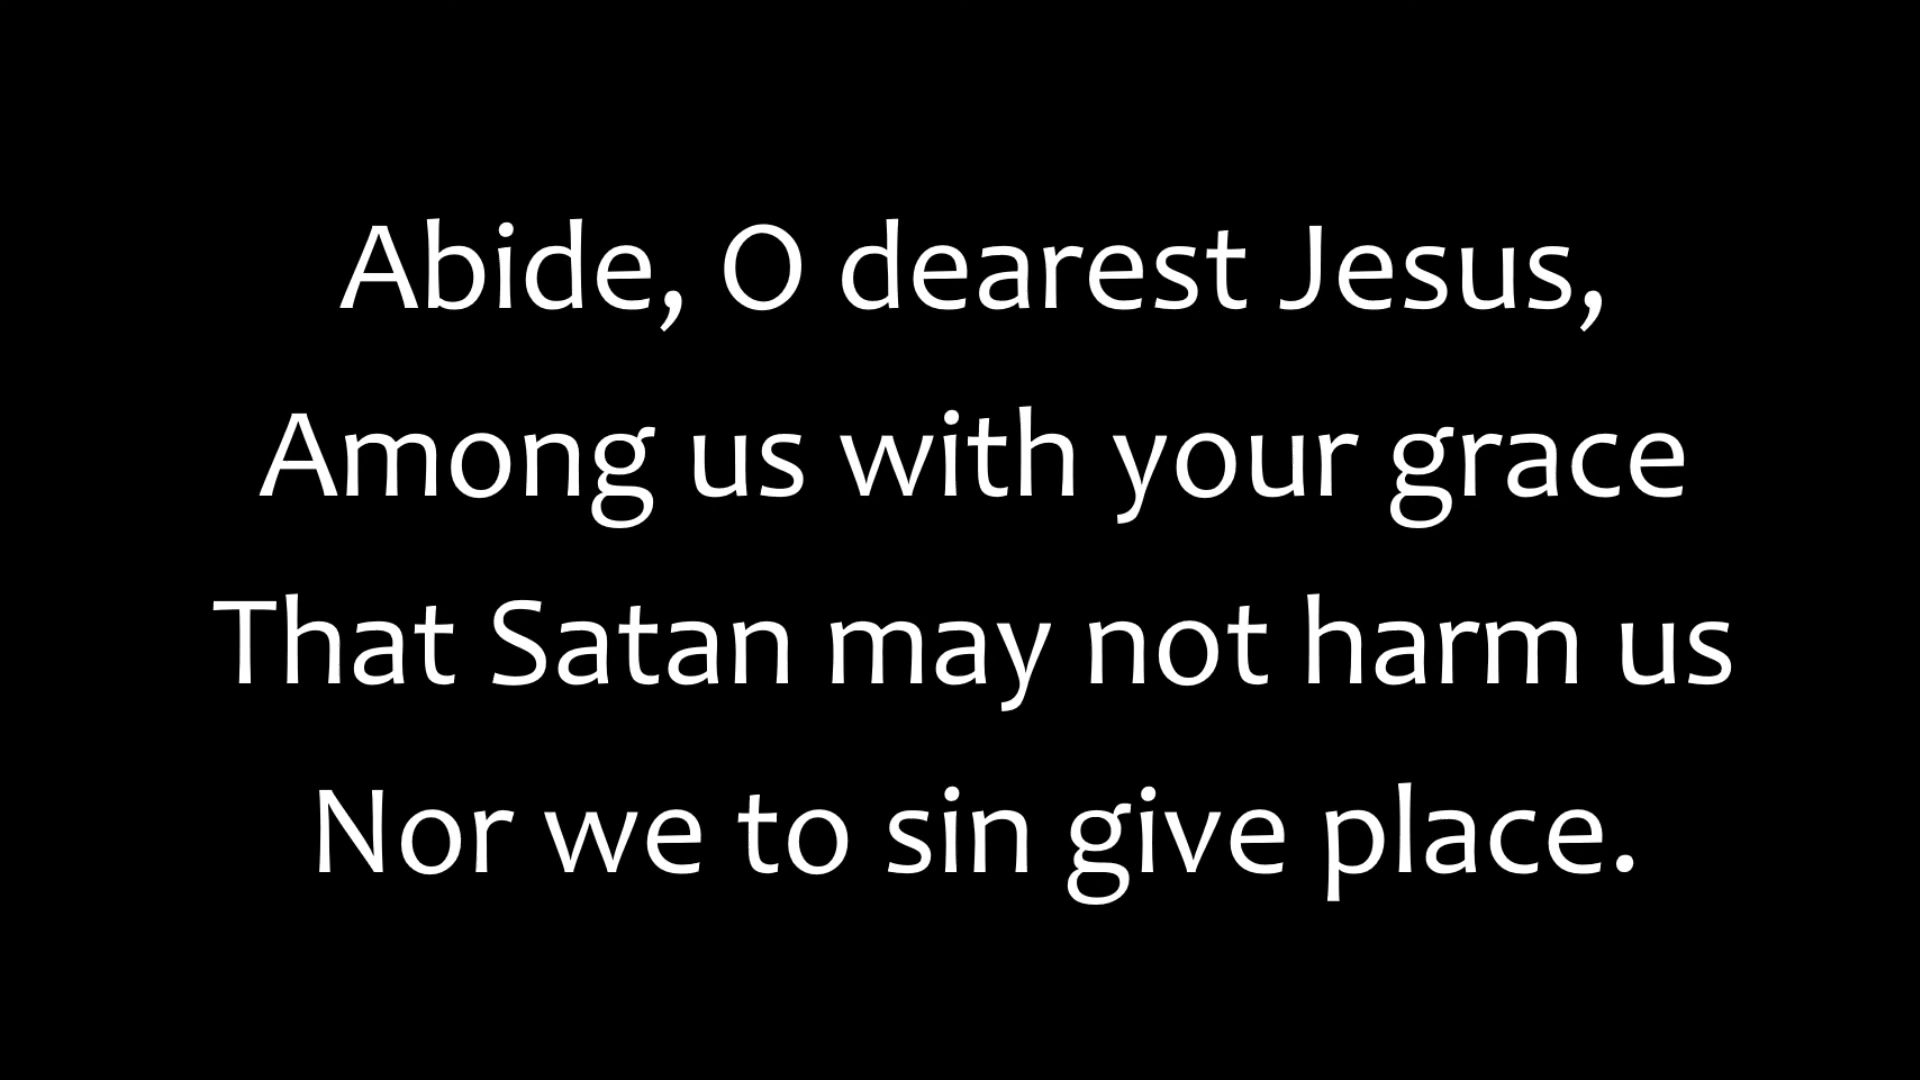 Abide, O dearest Jesus,
Among us with your grace
That Satan may not harm us
Nor we to sin give place.